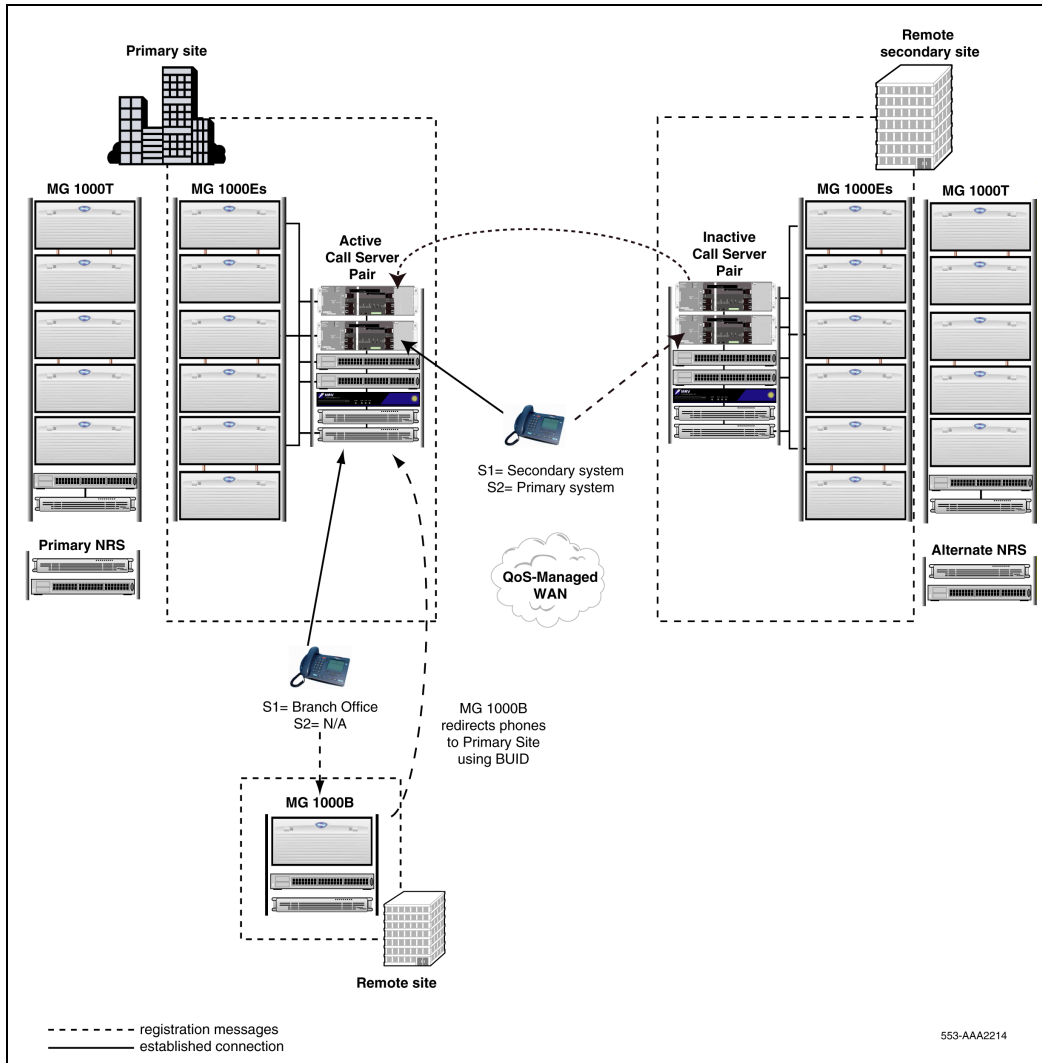 Primary site
Remote
secondary site
MG 1000T
MG 1000Es
Active
Call Server
Pair
Inactive
Call Server
Pair
MG 1000Es
MG 1000T
S1= Secondary system
S2= Primary system
QoS-Managed
WAN
Primary NRS
Alternate NRS
S1= Branch Office
S2= N/A
MG 1000B
redirects phones
to Primary Site
using BUID
MG 1000B
Remote site
registration messages
established connection
553-AAA2214